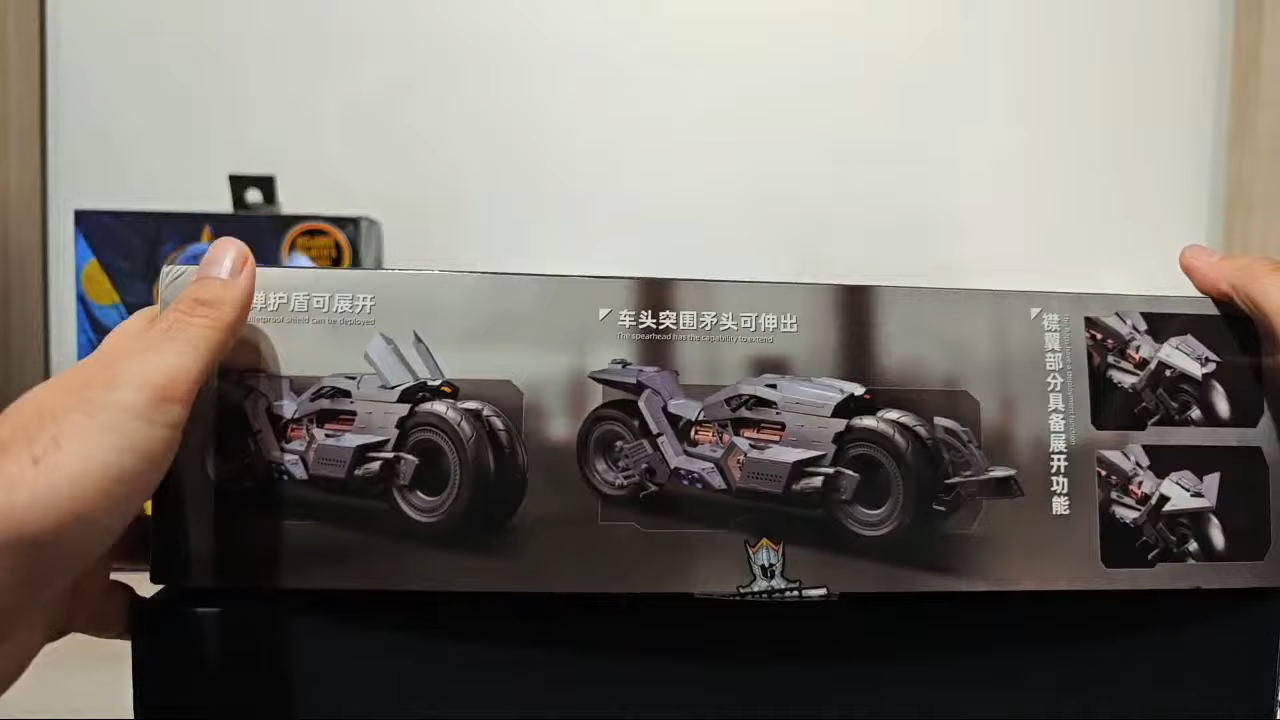 弹护盾可展开
bulletproof shield can be deployed
车头突围矛头可伸出
The spearhead has the capability to extend
襟翼部分具备展开功能